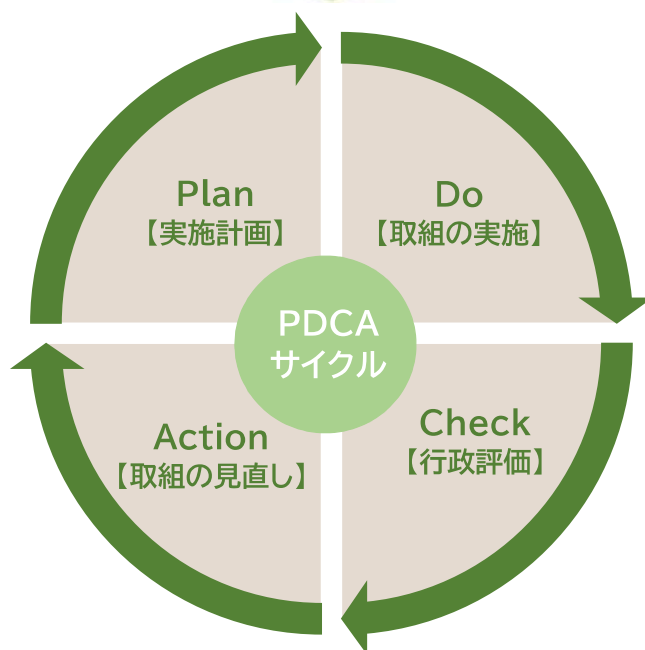 Plan
【実施計画】
Do
【取組の実施】
PDCA
サイクル
Check
【行政評価】
Action
【取組の見直し】